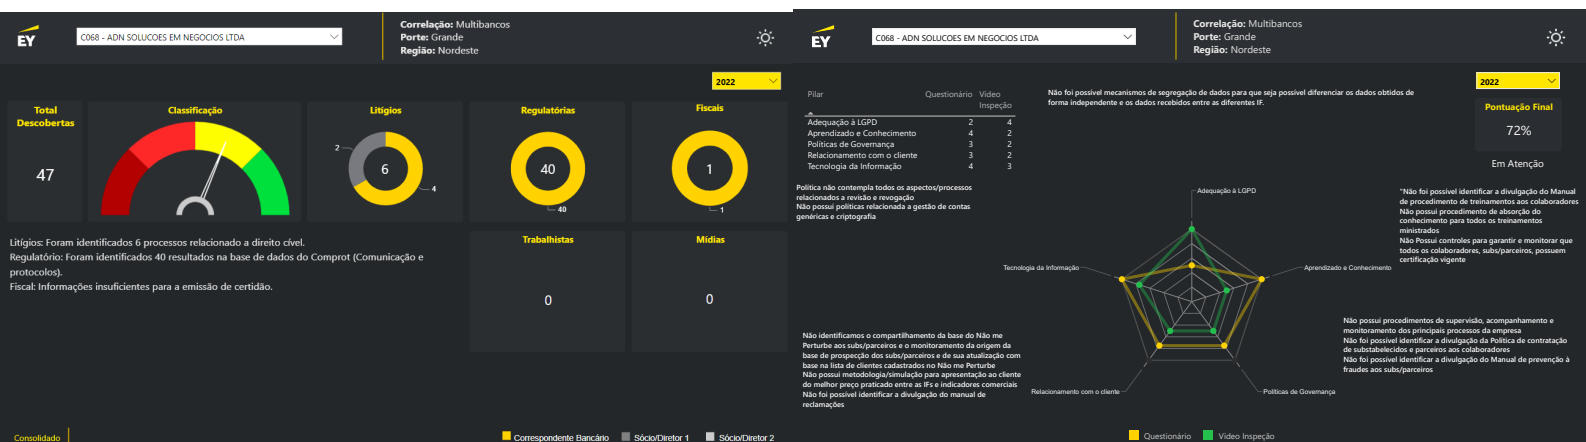 EY
C068 - ADN SOLUCOES EM NEGOCIOS LTDA
Correlação: Multibancos
Porte: Grande
Região: Nordeste
2022
Total
Descobertas
47
Classificação
Litígios
2
6
4
Regulatórias
40
40
Fiscais
1
1
Litígios: Foram identificados 6 processos relacionado a direito cível.
Regulatório: Foram identificados 40 resultados na base de dados do Comprot (Comunicação e
protocolos).
Fiscal: Informações insuficientes para a emissão de certidão.
Trabalhistas
0
Mídias
0
Consolidado
Correspondente Bancário
Sócio/Diretor 1
Sócio/Diretor 2
EY
C068 - ADN SOLUCOES EM NEGOCIOS LTDA
Correlação: Multibancos
Porte: Grande
Região: Nordeste
2022
Pilar Questionário Video
Inspeção
Adequação à LGPD 2 4
Aprendizado e Conhecimento 4 2
Políticas de Governança 3 2
Relacionamento com o cliente 3 2
Tecnologia da Informação 4 3
Não foi possível mecanismos de segregação de dados para que seja possível diferenciar os dados obtidos de
forma independente e os dados recebidos entre as diferentes IF.
Pontuação Final
72%
Em Atenção
Política não contempla todos os aspectos/processos
relacionados a revisão e revogação
Não possui políticas relacionada a gestão de contas
genéricas e criptografia
Adequação à LGPD
"Não foi possível identificar a divulgação do Manual
de procedimento de treinamentos aos colaboradores
Não possui procedimento de absorção do
conhecimento para todos os treinamentos
ministrados
Não Possui controles para garantir e monitorar que
todos os colaboradores, subs/parceiros, possuem
certificação vigente
Tecnologia da Informação
Aprendizado e Conhecimento
Não identificamos o compartilhamento da base do Não me
Perturbe aos subs/parceiros e o monitoramento da origem da
base de prospecção dos subs/parceiros e de sua atualização com
base na lista de clientes cadastrados no Não me Perturbe
Não possui metodologia/simulação para apresentação ao cliente
do melhor preço praticado entre as IFs e indicadores comerciais
Não foi possível identificar a divulgação do manual de
reclamações
Não possui procedimentos de supervisão, acompanhamento e
monitoramento dos principais processos da empresa
Não foi possível identificar a divulgação da Política de contratação
de substabelecidos e parceiros aos colaboradores
Não foi possível identificar a divulgação do Manual de prevenção à
fraudes aos subs/parceiros
Relacionamento com o cliente
Políticas de Governança
Questionário
Video Inspeção